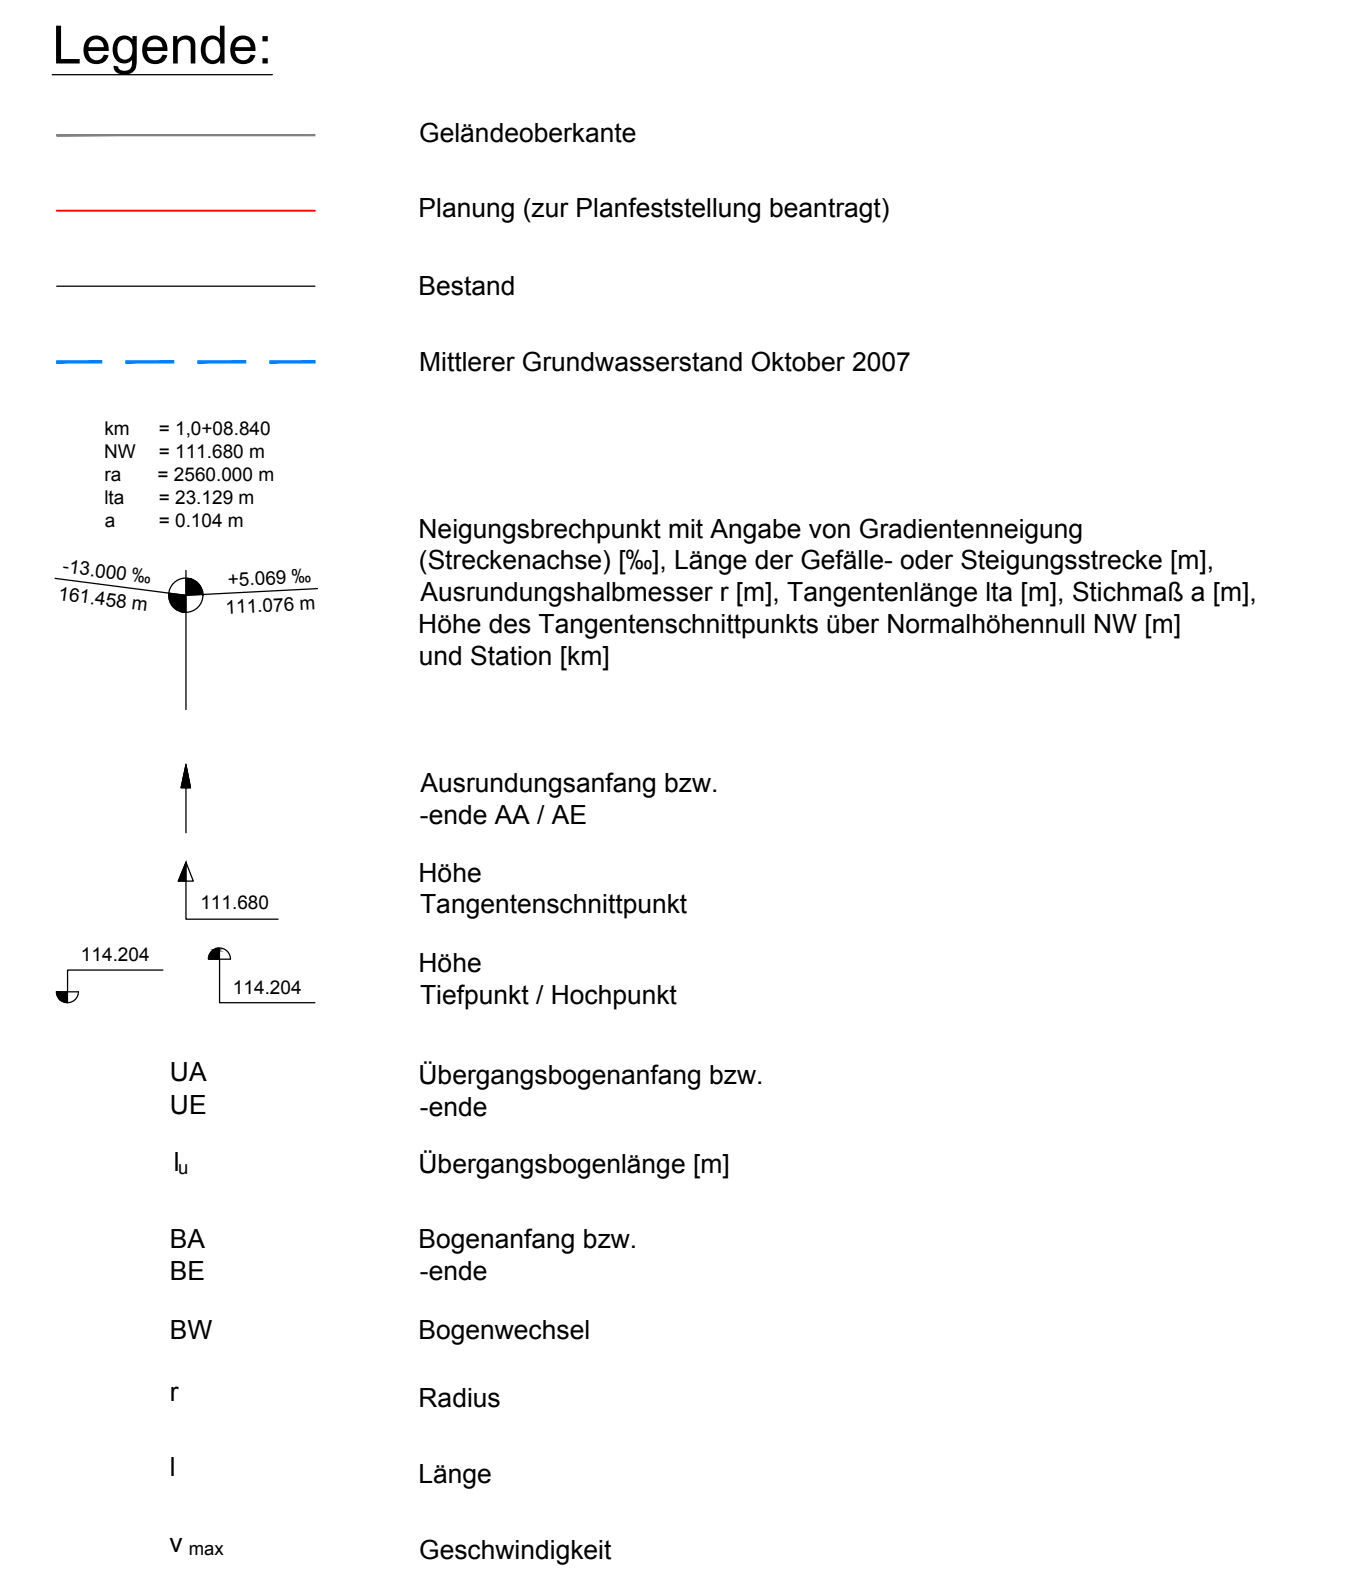 Legende:
Geländeoberkante
Planung (zur Planfeststellung beantragt)
Bestand
Mittlerer Grundwasserstand Oktober 2007
km = 1,0+08.840
NW = 111.680 m
ra = 2560.000 m
lta = 23.129 m
a = 0.104 m
-13.000 ‰
161.458 m
+5.069 ‰
111.076 m
Neigungsbrechpunkt mit Angabe von Gradientenneigung
(Streckenachse) [‰], Länge der Gefälle- oder Steigungsstrecke [m],
Ausrundungshalbmesser r [m], Tangentenlänge lta [m], Stichmaß a [m],
Höhe des Tangentenschnittpunkts über Normalhöhennull NW [m]
und Station [km]
Ausrundungsanfang bzw.
-ende AA / AE
111.680
Höhe
Tangentenschnittpunkt
114.204
114.204
Höhe
Tiefpunkt / Hochpunkt
UA
UE
Übergangsbogenanfang bzw.
-ende
lu
Übergangsbogenlänge [m]
BA
BE
Bogenanfang bzw.
-ende
BW
Bogenwechsel
r
Radius
l
Länge
v max
Geschwindigkeit